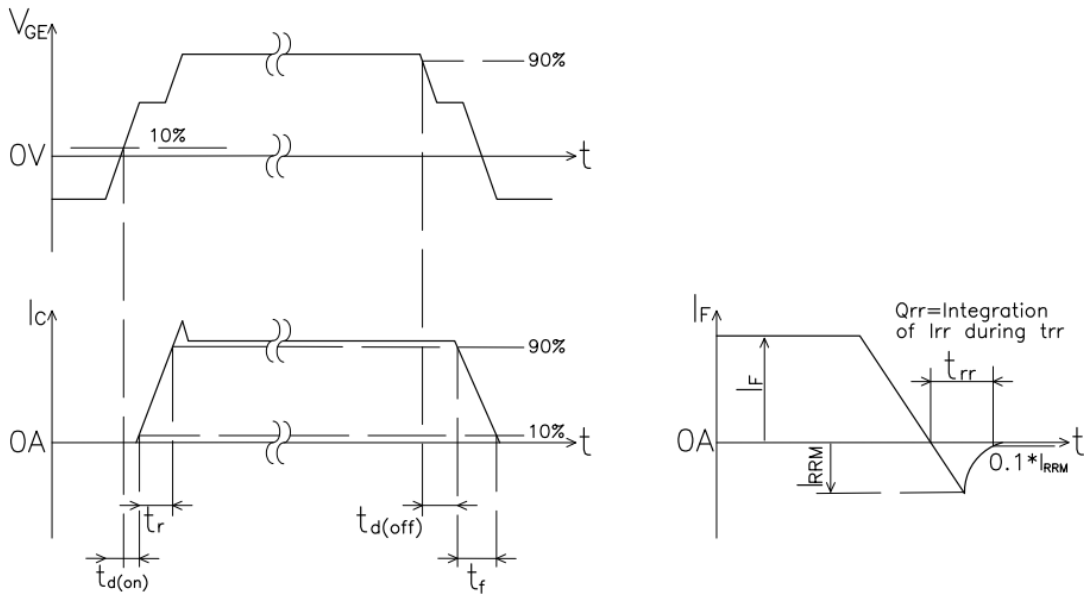 VGE
90%
10%
0V
t
IC
90%
10%
0A
t
tr
td(off)
td(on)
tf
IF
Qrr=Integration
of Irr during trr
trr
IF
0A
t
IRRM
0.1*IRRM